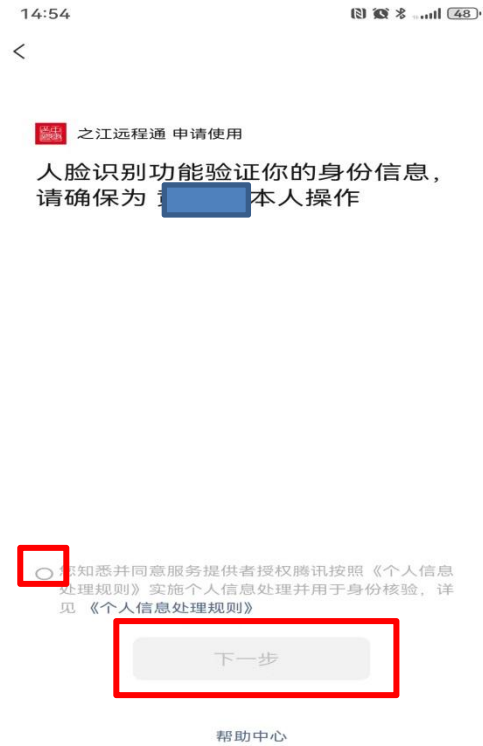 14:54
48
之江远程通 申请使用
人脸识别功能验证你的身份信息，
请确保为 本人操作
您知悉并同意服务提供者授权腾讯按照《个人信息
处理规则》实施个人信息处理并用于身份核验，详
见 《个人信息处理规则》
下一步
帮助中心